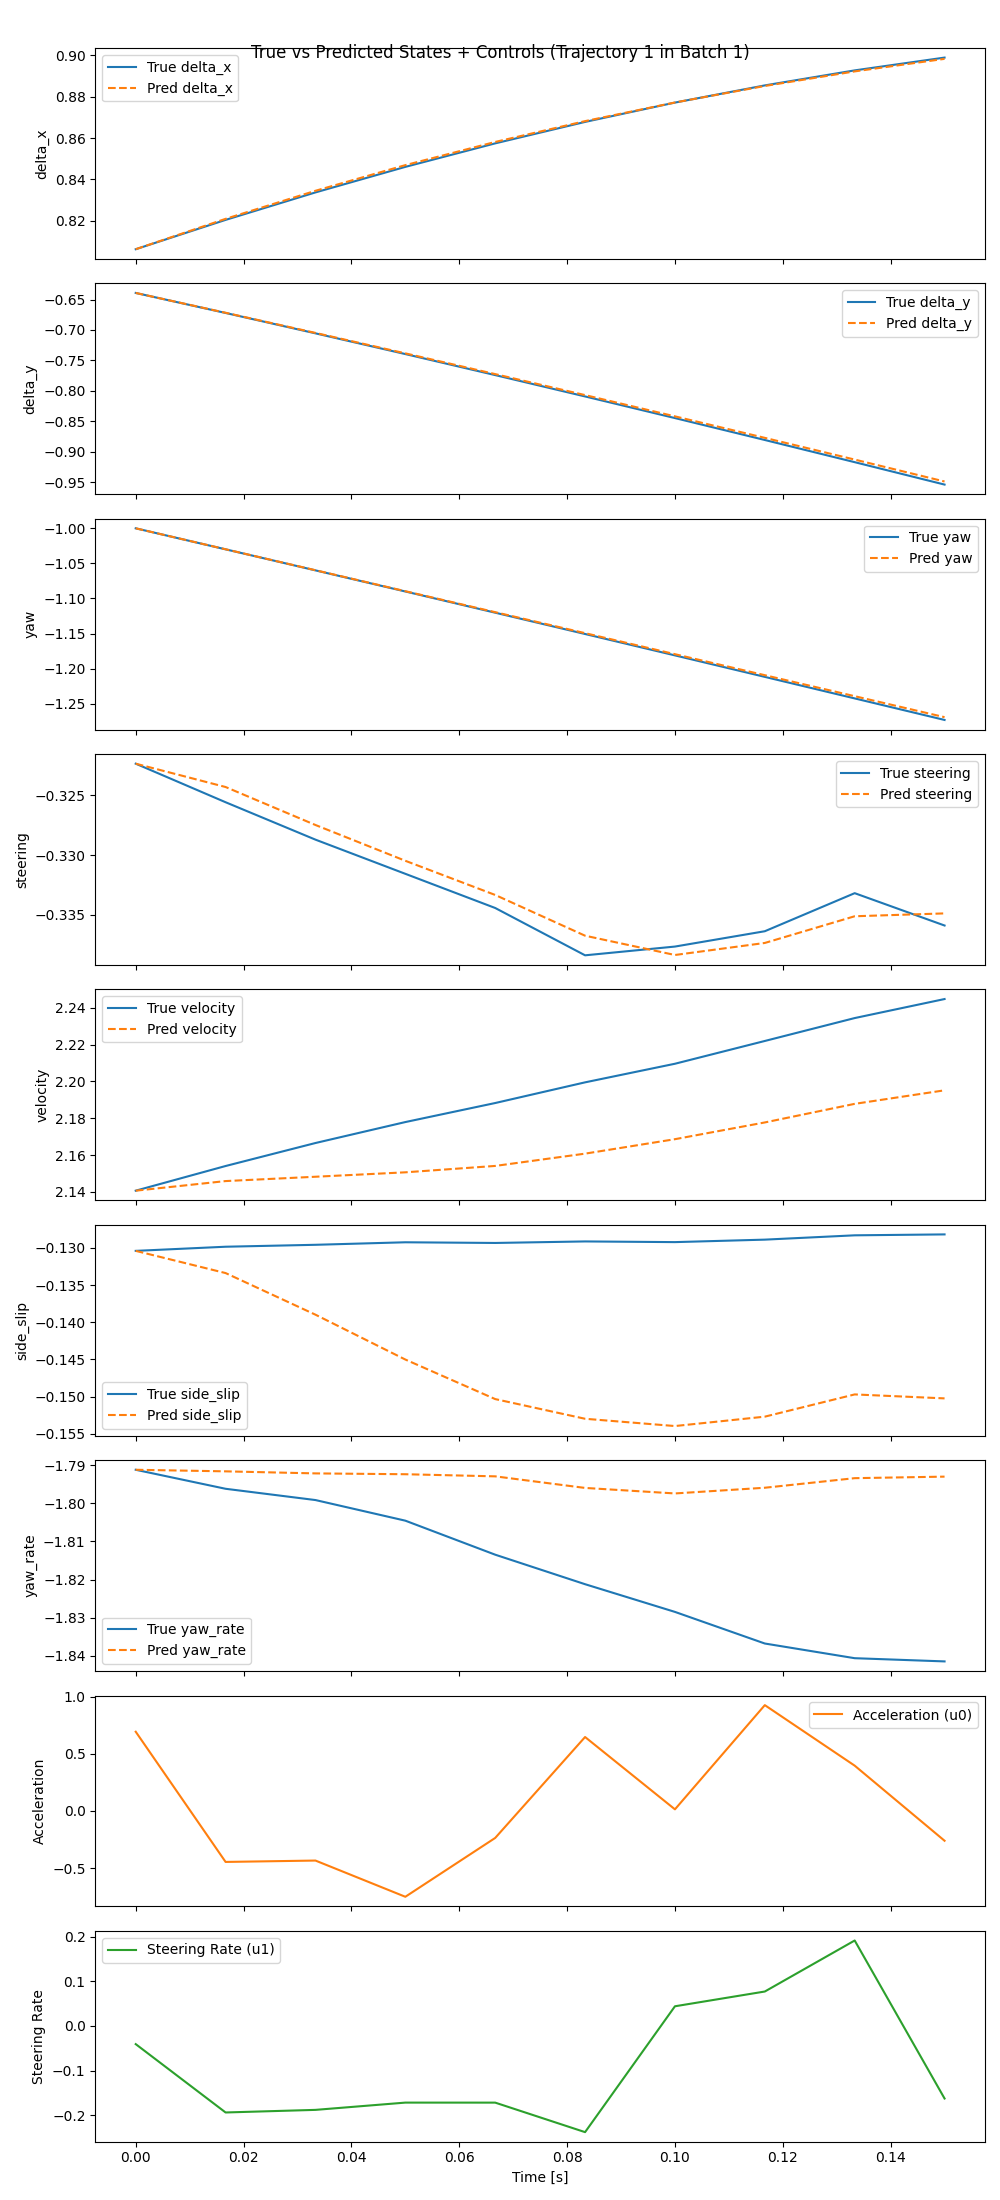 True vs Predicted States + Controls (Trajectory 1 in Batch 1)
0.90
0.88
0.86
0.84
0.82
delta_x
True delta_x
Pred delta_x
−0.65
−0.70
−0.75
−0.80
−0.85
−0.90
−0.95
delta_y
True delta_y
Pred delta_y
−1.00
−1.05
−1.10
−1.15
−1.20
−1.25
yaw
True yaw
Pred yaw
−0.325
−0.330
−0.335
steering
True steering
Pred steering
2.24
2.22
2.20
2.18
2.16
2.14
velocity
True velocity
Pred velocity
−0.130
−0.135
−0.140
−0.145
−0.150
−0.155
side_slip
True side_slip
Pred side_slip
−1.79
−1.80
−1.81
−1.82
−1.83
−1.84
yaw_rate
True yaw_rate
Pred yaw_rate
1.0
0.5
0.0
−0.5
Acceleration
Acceleration (u0)
0.2
0.1
0.0
−0.1
−0.2
Steering Rate
Steering Rate (u1)
0.00 0.02 0.04 0.06 0.08 0.10 0.12 0.14
Time [s]